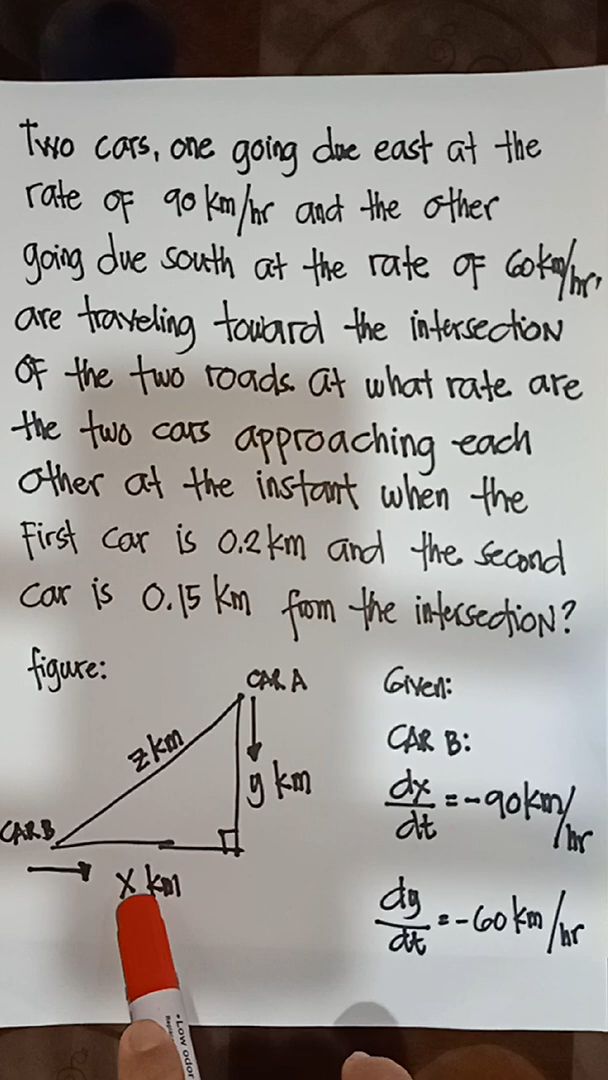 Two cars, one going due east at the
rate of 90 km/hr and the other
going due south at the rate of 60km/hr,
are traveling toward the intersection
of the two roads. at what rate are
the two cars approaching each
other at the instant when the
First car is 0.2 km and the second
car is 0.15 km from the intersection?
figure:
CAR A
z km
y km
CAR B
x km
Given:
CAR B:
dx/dt = -90km/hr
dy/dt = -60km/hr
•Low odor